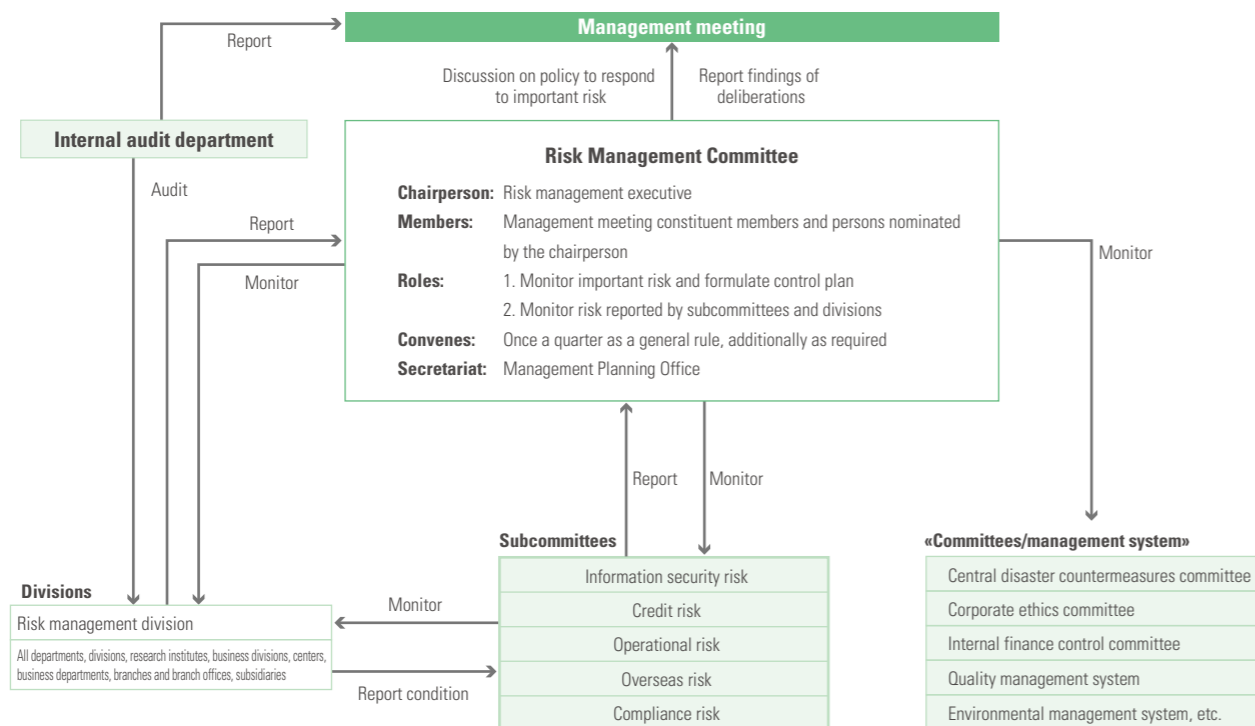 Management meeting
Report
Discussion on policy to respond
to important risk
Report findings of
deliberations
Internal audit department
Audit
Report
Monitor
Risk Management Committee
Chairperson: Risk management executive
Members: Management meeting constituent members and persons nominated
by the chairperson
Roles: 1. Monitor important risk and formulate control plan
2. Monitor risk reported by subcommittees and divisions
Convenes: Once a quarter as a general rule, additionally as required
Secretariat: Management Planning Office
Monitor
Report
Monitor
Divisions
Risk management division
All departments, divisions, research institutes, business divisions, centers,
business departments, branches and branch offices, subsidiaries
Monitor
Report condition
Subcommittees
Information security risk
Credit risk
Operational risk
Overseas risk
Compliance risk
«Committees/management system»
Central disaster countermeasures committee
Corporate ethics committee
Internal finance control committee
Quality management system
Environmental management system, etc.